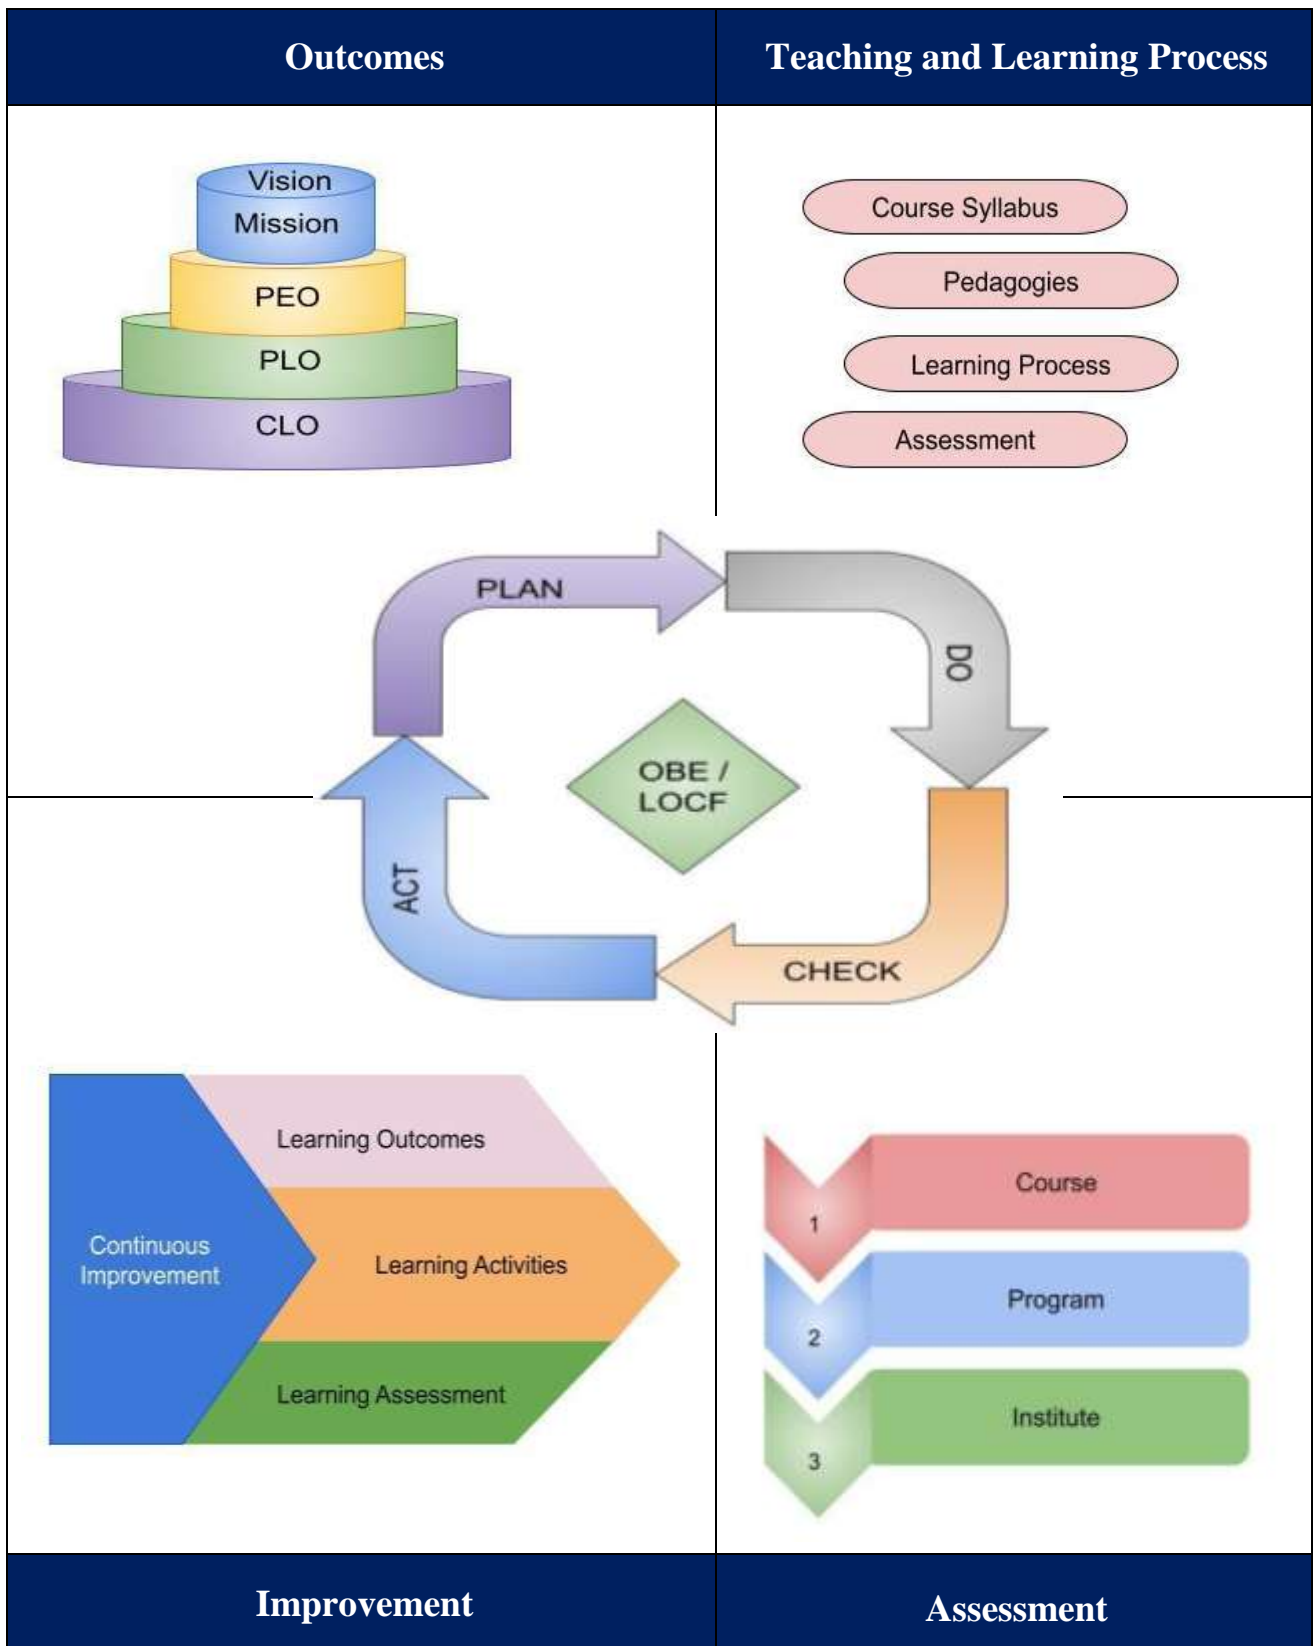 Outcomes
Teaching and Learning Process
Vision
Mission
PEO
PLO
CLO
Course Syllabus
Pedagogies
Learning Process
Assessment
PLAN
DO
OBE /
LOCF
ACT
CHECK
Continuous
Improvement
Learning Outcomes
Learning Activities
Learning Assessment
1
Course
2
Program
3
Institute
Improvement
Assessment